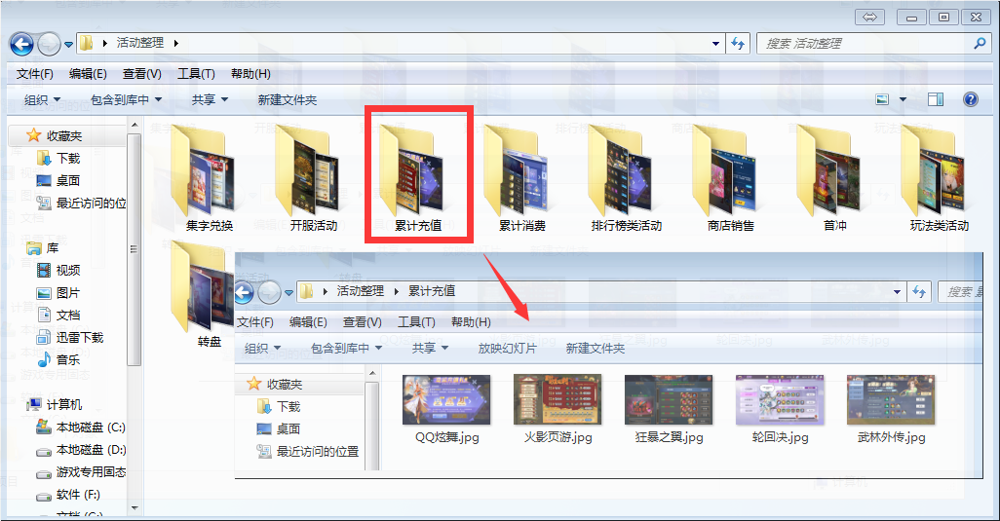 活动整理
搜索 活动整理
文件(F) 编辑(E) 查看(V) 工具(T) 帮助(H)
组织 包含到库中 共享 新建文件夹
收藏夹
下载
桌面
最近访问的位
库
视频
图片
文档
迅雷下载
音乐
计算机
本地磁盘 (C:)
本地磁盘 (D:)
游戏专用固态
软件 (F:)
文档 (G:)
集字兑换 开服活动 累计充值 累计消费 排行榜类活动 商店销售 首冲 玩法类活动
转盘
活动整理 累计充值
搜索
文件(F) 编辑(E) 查看(V) 工具(T) 帮助(H)
组织 包含到库中 共享 放映幻灯片 新建文件夹
收藏夹
下载
桌面
最近访问的位置
QQ炫舞.jpg 火影页游.jpg 狂暴之翼.jpg 轮回决.jpg 武林外传.jpg